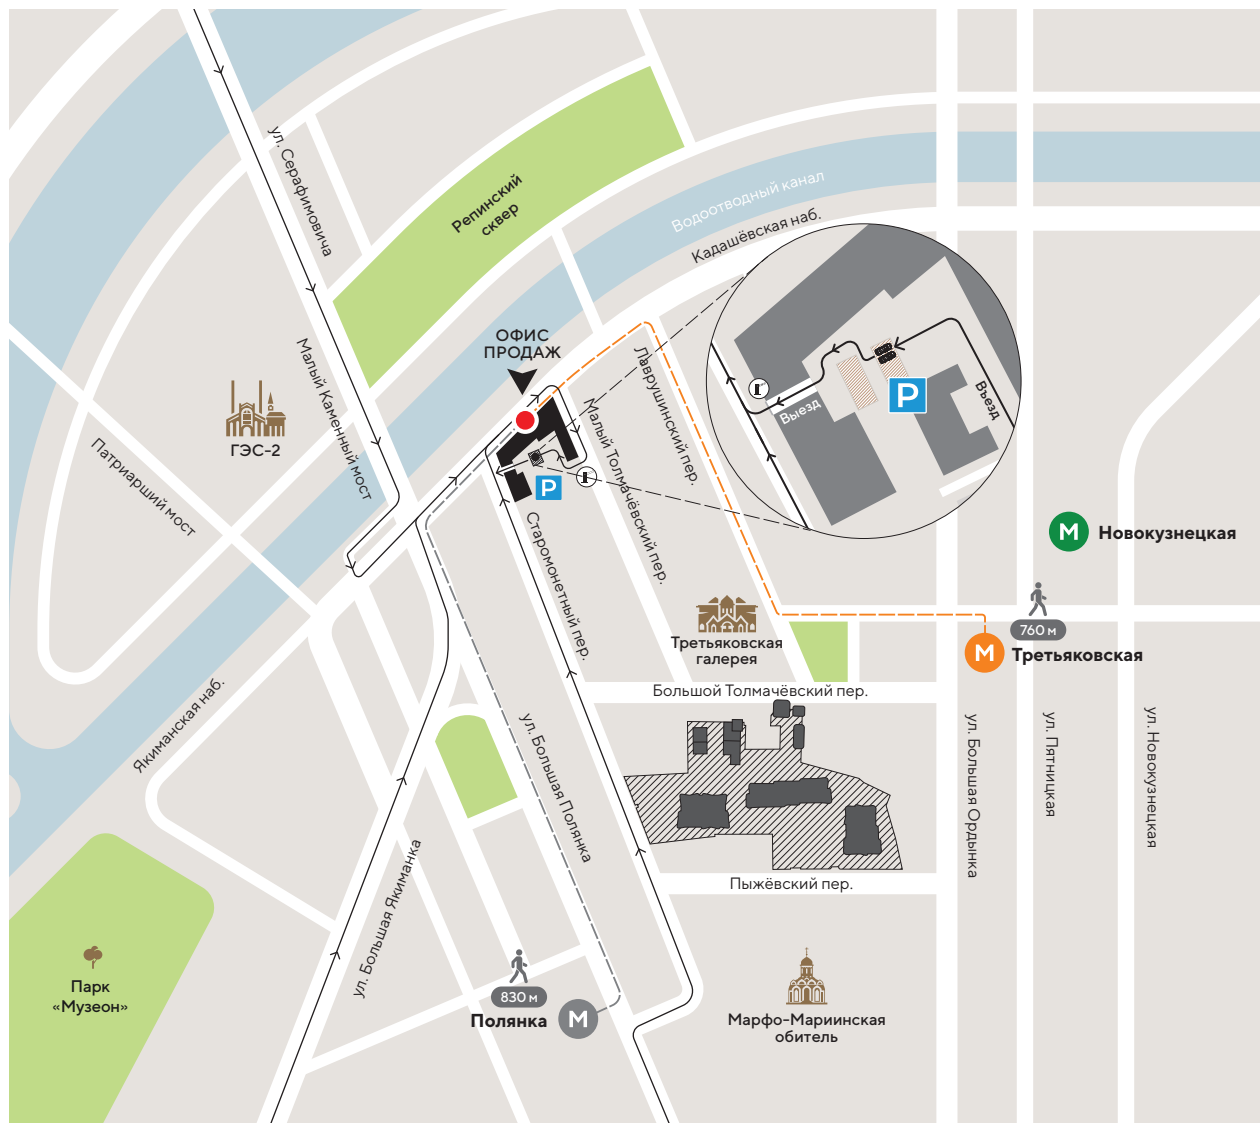 ул. Серафимовича
Репинский
сквер
Водоотводный канал
Кадашёвская наб.
ОФИС
ПРОДАЖ
Малый Каменный мост
Лаврушинский пер.
ГЭС-2
Патриарший мост
Малый Толмачёвский пер.
Выезд
Въезд
P
P
Старомонетный пер.
М
Новокузнецкая
760 м
М
Третьяковская
Третьяковская
галерея
Большой Толмачёвский пер.
Якиманская наб.
ул. Большая Полянка
ул. Большая Ордынка
ул. Пятницкая
ул. Новокузнецкая
ул. Большая Якиманка
Пыжёвский пер.
Парк
«Музеон»
830 м
Полянка
М
Марфо-Мариинская
обитель